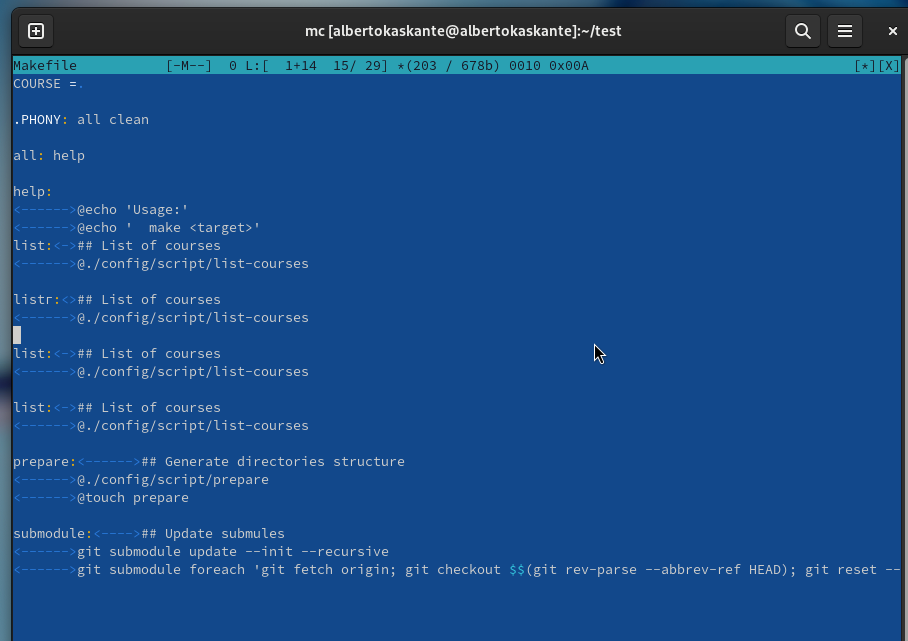 mc [albertokaskante@albertokaskante]:~/test
Makefile [-M--] 0 L:[ 1+14 15/ 29] *(203 / 678b) 0010 0x00A [*][X]
COURSE =.
.PHONY: all clean
all: help
help:
<------>@echo 'Usage:'
<------>@echo '  make <target>'
list:<->## List of courses
<------>@./config/script/list-courses
listr:<>## List of courses
<------>@./config/script/list-courses
list:<->## List of courses
<------>@./config/script/list-courses
list:<->## List of courses
<------>@./config/script/list-courses
prepare:<------>## Generate directories structure
<------>@./config/script/prepare
<------>@touch prepare
submodule:<---->## Update submules
<------>git submodule update --init --recursive
<------>git submodule foreach 'git fetch origin; git checkout $$(git rev-parse --abbrev-ref HEAD); git reset --